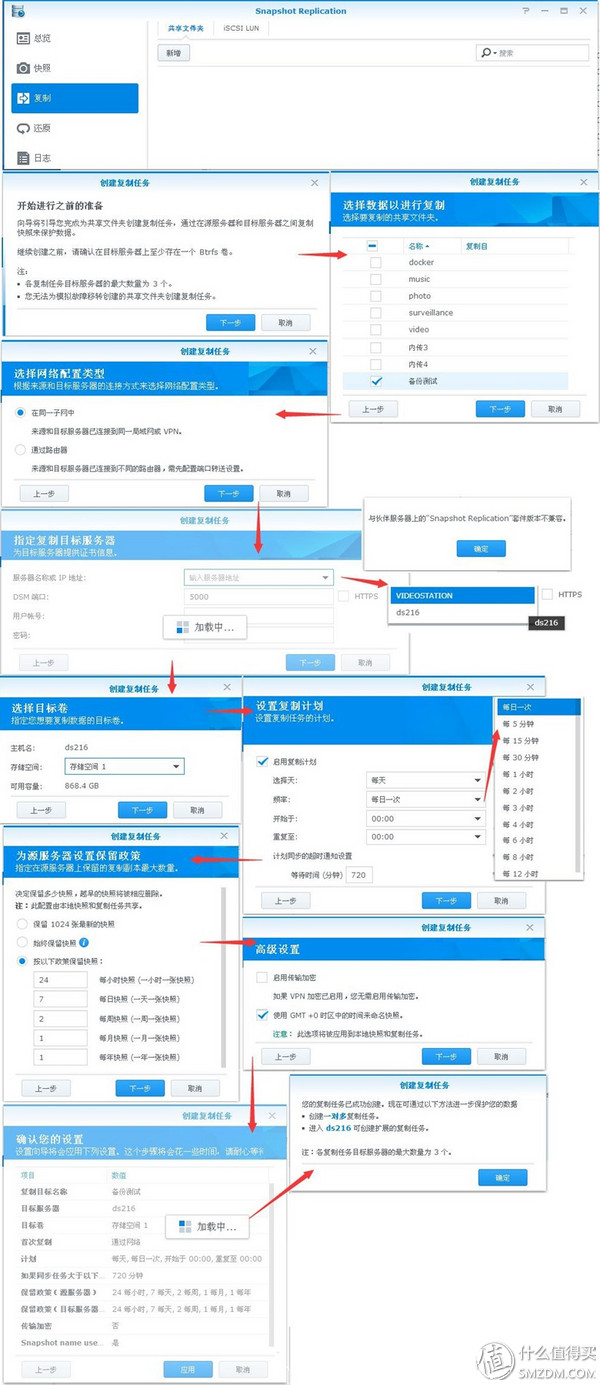 Snapshot Replication
总览
快照
复制
还原
日志
共享文件夹
iSCSI LUN
新增
搜索
创建复制任务
开始进行之前的准备
向导将引导您完成为共享文件夹创建复制任务，通过在源服务器和目标服务器之间复制
快照来保护数据。
继续创建之前，请确认在目标服务器上至少存在一个 Btrfs 卷。
注：
• 各复制任务目标服务器的最大数量为 3 个。
• 您无法为模拟故障移转创建的共享文件夹创建复制任务。
下一步
取消
创建复制任务
选择数据以进行复制
选择要复制的共享文件夹。
名称
复制自
docker
music
photo
surveillance
video
内传3
内传4
备份测试
上一步
下一步
取消
创建复制任务
选择网络配置类型
根据来源和目标服务器的连接方式来选择网络配置类型。
在同一子网中
来源和目标服务器已连接到同一局域网或 VPN。
通过路由器
来源和目标服务器已连接到不同的路由器，需先配置端口转送设置。
上一步
下一步
取消
创建复制任务
指定复制目标服务器
为目标服务器提供证书信息。
服务器名称或 IP 地址：
输入服务器地址
DSM 端口：
5000
HTTPS
用户帐号：
密码：
加载中...
上一步
下一步
取消
与伙伴服务器上的“Snapshot Replication”套件版本不兼容。
确定
VIDEOSTATION
HTTPS
ds216
ds216
创建复制任务
选择目标卷
指定您想要复制数据的目标卷。
主机名：
ds216
存储空间：
存储空间 1
可用容量：
868.4 GB
上一步
下一步
取消
创建复制任务
设置复制计划
设置复制任务的计划。
启用复制计划
选择天：
每天
频率：
每日一次
开始于：
00:00
重复至：
00:00
计划同步的超时通知设置
等待时间 (分钟)
720
上一步
下一步
取消
每日一次
每 5 分钟
每 15 分钟
每 30 分钟
每 1 小时
每 2 小时
每 3 小时
每 4 小时
每 6 小时
每 8 小时
每 12 小时
创建复制任务
为源服务器设置保留政策
指定在源服务器上保留的复制副本最大数量。
决定保留多少快照，越早的快照将被相应删除。
注：此配置由本地快照和复制任务共享。
保留 1024 张最新的快照
始终保留快照
按以下政策保留快照：
24
每小时快照 (一小时一张快照)
7
每日快照 (一天一张快照)
2
每周快照 (一周一张快照)
1
每月快照 (一月一张快照)
1
每年快照 (一年一张快照)
上一步
下一步
取消
创建复制任务
高级设置
启用传输加密
如果 VPN 加密已启用，您无需启用传输加密。
使用 GMT +0 时区中的时间来命名快照。
注意： 此选项将被应用到本地快照和复制任务。
上一步
下一步
取消
创建复制任务
您的复制任务已成功创建。现在可通过以下方法进一步保护您的数据
• 创建一对多复制任务。
• 进入 ds216 可创建扩展的复制任务。
注：各复制任务目标服务器的最大数量为 3 个。
确定
创建复制任务
确认您的设置
设置向导将会应用下列设置。这个步骤将会花一些时间，请耐心等
项目
数值
复制目标名称
备份测试
目标服务器
ds216
目标卷
存储空间 1
首次复制
通过网络
计划
每天, 每日一次, 开始于 00:00, 重复至 00:00
如果同步任务大于以下...
720 分钟
保留政策（源服务器）
24 每小时, 7 每天, 2 每周, 1 每月, 1 每年
保留政策（目标服务器...
24 每小时, 7 每天, 2 每周, 1 每月, 1 每年
传输加密
否
Snapshot name use...
是
加载中...
上一步
应用
取消
值
什么值得买
SMZDM.COM